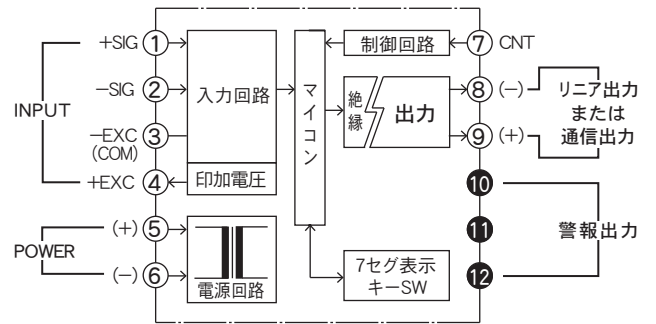 INPUT
+SIG ①
−SIG ②
−EXC ③
(COM)
+EXC ④
POWER
(+) ⑤
(−) ⑥
入力回路
印加電圧
電源回路
マイコン
制御回路
絶縁
出力
7セグ表示
キーSW
⑦ CNT
⑧ (−)
⑨ (+)
リニア出力
または
通信出力
❿
⓫
⓬
警報出力